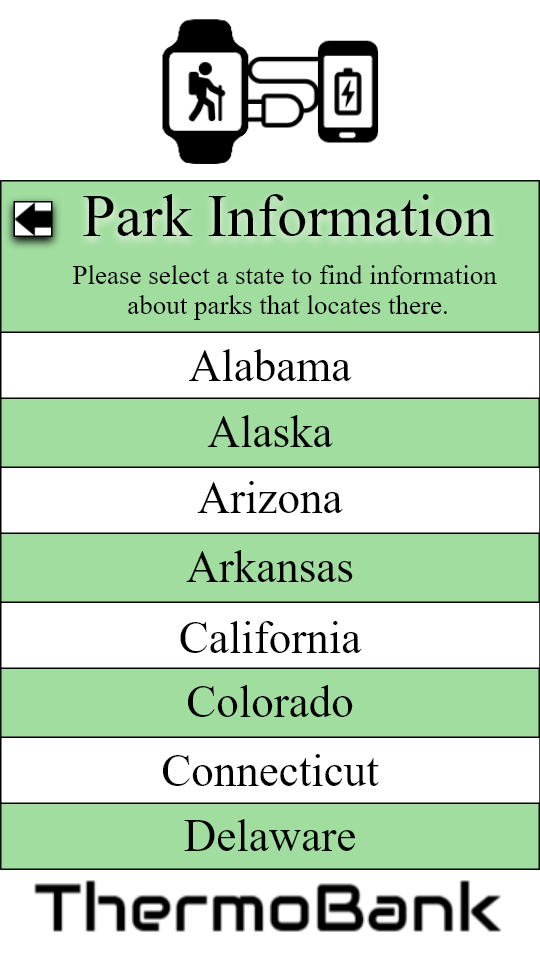 Park Information
Please select a state to find information
about parks that locates there.
Alabama
Alaska
Arizona
Arkansas
California
Colorado
Connecticut
Delaware
ThermoBank